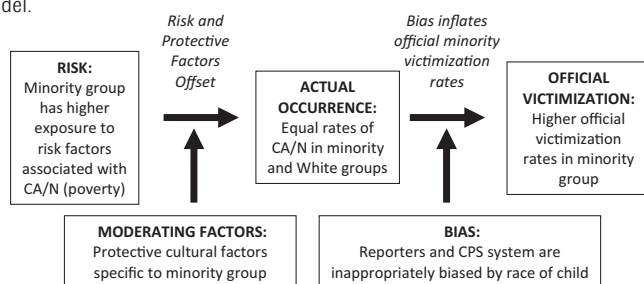 del.
Risk and
Protective
Factors
Offset
Bias inflates
official minority
victimization
rates
RISK:
Minority group
has higher
exposure to
risk factors
associated with
CA/N (poverty)
ACTUAL
OCCURRENCE:
Equal rates of
CA/N in minority
and White groups
OFFICIAL
VICTIMIZATION:
Higher official
victimization
rates in minority
group
MODERATING FACTORS:
Protective cultural factors
specific to minority group
BIAS:
Reporters and CPS system are
inappropriately biased by race of child